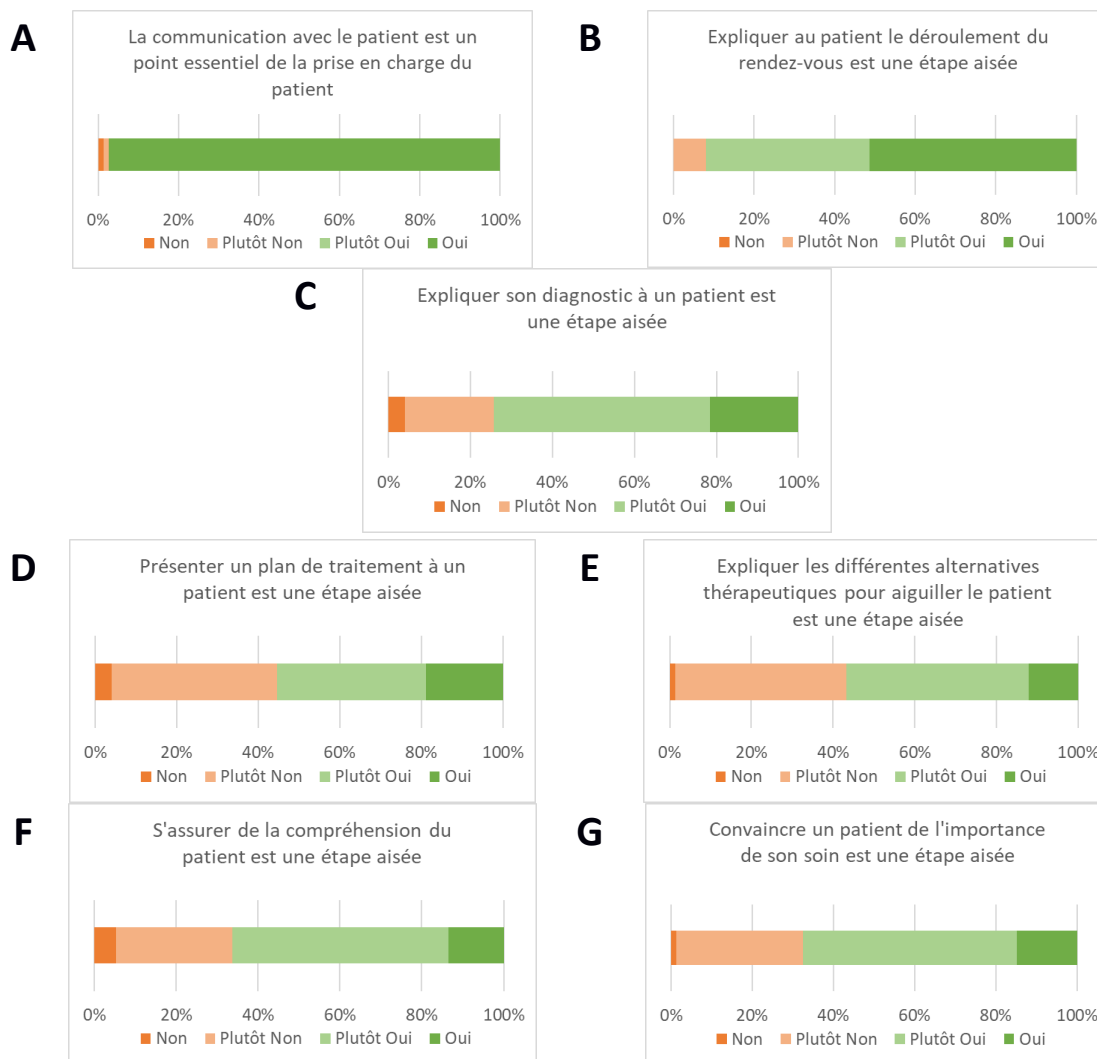 A
La communication avec le patient est un
point essentiel de la prise en charge du
patient
0% 20% 40% 60% 80% 100%
Non Plutôt Non Plutôt Oui Oui
B
Expliquer au patient le déroulement du
rendez-vous est une étape aisée
0% 20% 40% 60% 80% 100%
Non Plutôt Non Plutôt Oui Oui
C
Expliquer son diagnostic à un patient est
une étape aisée
0% 20% 40% 60% 80% 100%
Non Plutôt Non Plutôt Oui Oui
D
Présenter un plan de traitement à un
patient est une étape aisée
0% 20% 40% 60% 80% 100%
Non Plutôt Non Plutôt Oui Oui
E
Expliquer les différentes alternatives
thérapeutiques pour aiguiller le patient
est une étape aisée
0% 20% 40% 60% 80% 100%
Non Plutôt Non Plutôt Oui Oui
F
S'assurer de la compréhension du
patient est une étape aisée
0% 20% 40% 60% 80% 100%
Non Plutôt Non Plutôt Oui Oui
G
Convaincre un patient de l'importance
de son soin est une étape aisée
0% 20% 40% 60% 80% 100%
Non Plutôt Non Plutôt Oui Oui